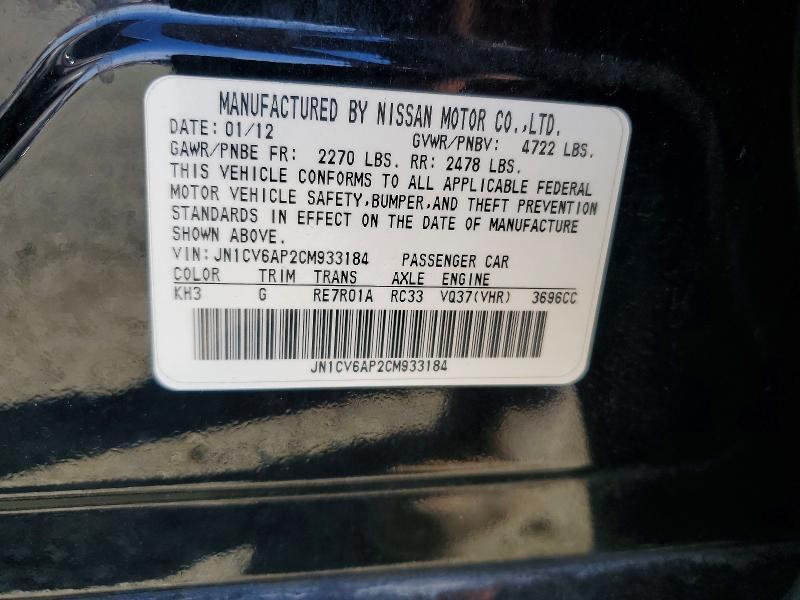 MANUFACTURED BY NISSAN MOTOR CO.,LTD.
DATE: 01/12 GVWR/PNBV: 4722 LBS.
GAWR/PNBE FR: 2270 LBS. RR: 2478 LBS.
THIS VEHICLE CONFORMS TO ALL APPLICABLE FEDERAL
MOTOR VEHICLE SAFETY,BUMPER,AND THEFT PREVENTION
STANDARDS IN EFFECT ON THE DATE OF MANUFACTURE
SHOWN ABOVE.
VIN: JN1CV6AP2CM933184 PASSENGER CAR
COLOR TRIM TRANS AXLE ENGINE
KH3 G RE7R01A RC33 VQ37(VHR) 3696CC
JN1CV6AP2CM933184